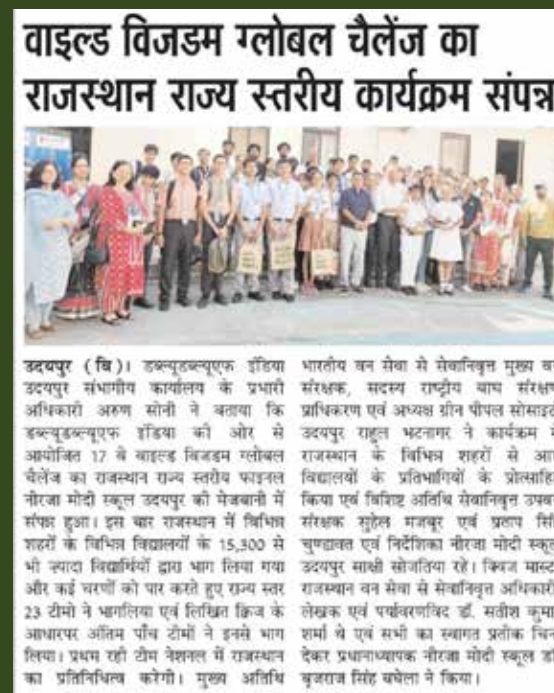 वाइल्ड विजडम ग्लोबल चैलेंज का
राजस्थान राज्य स्तरीय कार्यक्रम संपन्न
उदयपुर (वि)। डब्ल्यूडब्ल्यूएफ इंडिया
उदयपुर संभागीय कार्यालय के प्रभारी
अधिकारी अरुण सोनी ने बताया कि
डब्ल्यूडब्ल्यूएफ इंडिया की ओर से
आयोजित 17 वे वाइल्ड विजडम ग्लोबल
चैलेंज का राजस्थान राज्य स्तरीय फाइनल
नीरजा मोदी स्कूल उदयपुर की मेजबानी में
संपन्न हुआ। इस बार राजस्थान में विभिन्न
शहरों के विभिन्न विद्यालयों के 15,300 से
भी ज्यादा विद्यार्थियों द्वारा भाग लिया गया
और कई चरणों को पार करते हुए राज्य स्तर
23 टीमो ने भागलिया एवं लिखित क्विज के
आधारपर अंतिम पाँच टीमों ने इनसे भाग
लिया। प्रथम रही टीम नेशनल में राजस्थान
का प्रतिनिधित्व करेगी। मुख्य अतिथि
भारतीय वन सेवा से सेवानिवृत मुख्य वन
संरक्षक, सदस्य राष्ट्रीय बाघ संरक्षण
प्राधिकरण एवं अध्यक्ष ग्रीन पीपल सोसाइटी
उदयपुर राहुल भटनागर ने कार्यक्रम में
राजस्थान के विभिन्न शहरों से आए
विद्यालयों के प्रतिभागियों के प्रोत्साहित
किया एवं विशिष्ट अतिथि सेवानिवृत उपवन
संरक्षक सुहेल मजबूर एवं प्रताप सिंह
चुण्डावत एवं निर्देशिका नीरजा मोदी स्कूल
उदयपुर साक्षी सोजतिया रहे। क्विज मास्टर
राजस्थान वन सेवा से सेवानिवृत अधिकारी
लेखक एवं पर्यावरणविद डॉ. सतीश कुमार
शर्मा थे एवं सभी का स्वागत प्रतीक चिन्ह
देकर प्रधानाध्यापक नीरजा मोदी स्कूल डॉ
बृजराज सिंह बघेला ने किया।